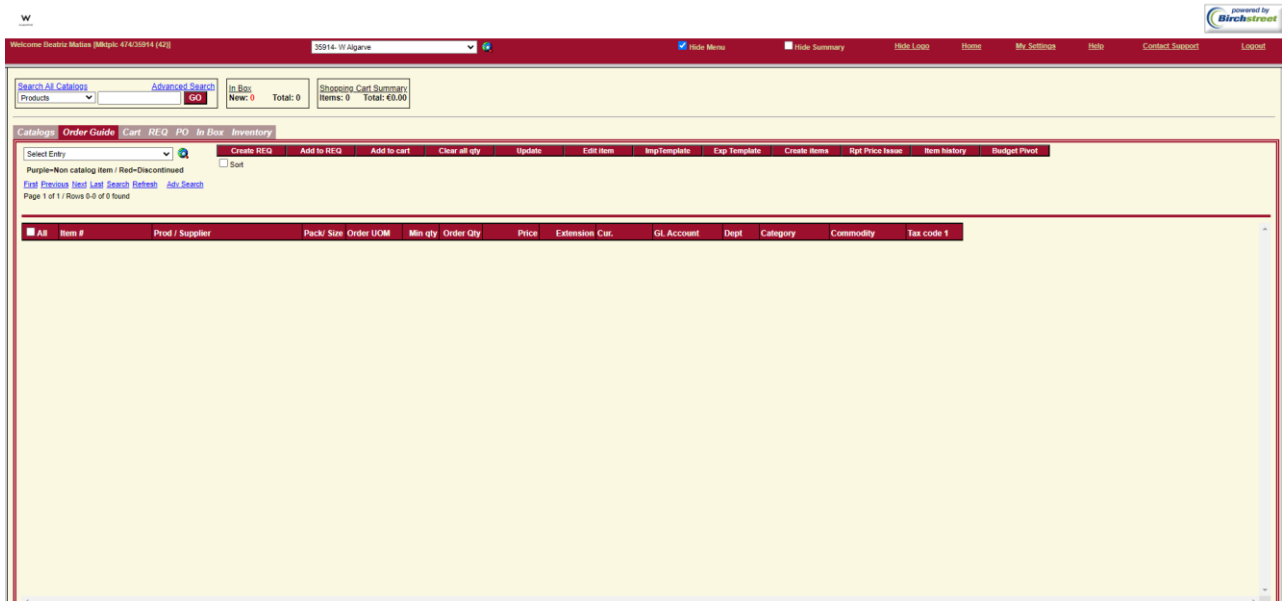 W
powered by
Birchstreet
Welcome Beatriz Matias [Mktplc 474/35914 (42)] 35914- W Algarve Hide Menu Hide Summary Hide Logo Home My Settings Help Contact Support Logout
Search All Catalogs Advanced Search In Box Shopping Cart Summary
Products GO New: 0 Total: 0 Items: 0 Total: €0.00
Catalogs Order Guide Cart REQ PO In Box Inventory
Select Entry Create REQ Add to REQ Add to cart Clear all qty Update Edit item ImpTemplate Exp Template Create items Rpt Price Issue Item history Budget Pivot
Sort
Purple=Non catalog item / Red=Discontinued
First Previous Next Last Search Refresh Adv Search
Page 1 of 1 / Rows 0-0 of 0 found
All Item # Prod / Supplier Pack/ Size Order UOM Min qty Order Qty Price Extension Cur. GL Account Dept Category Commodity Tax code 1